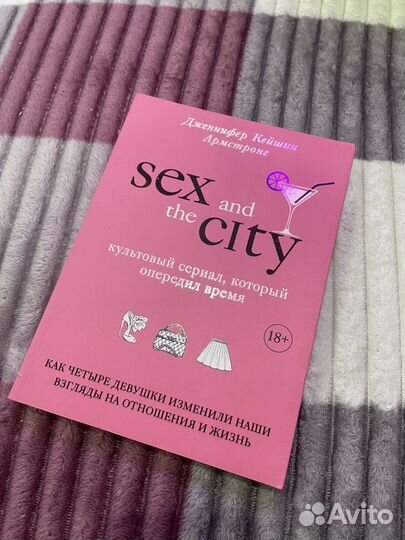 Дженнифер Кейшин
Армстронг
sex and
the city
культовый сериал, который
опередил время
18+
КАК ЧЕТЫРЕ ДЕВУШКИ ИЗМЕНИЛИ НАШИ
ВЗГЛЯДЫ НА ОТНОШЕНИЯ И ЖИЗНЬ
Avito